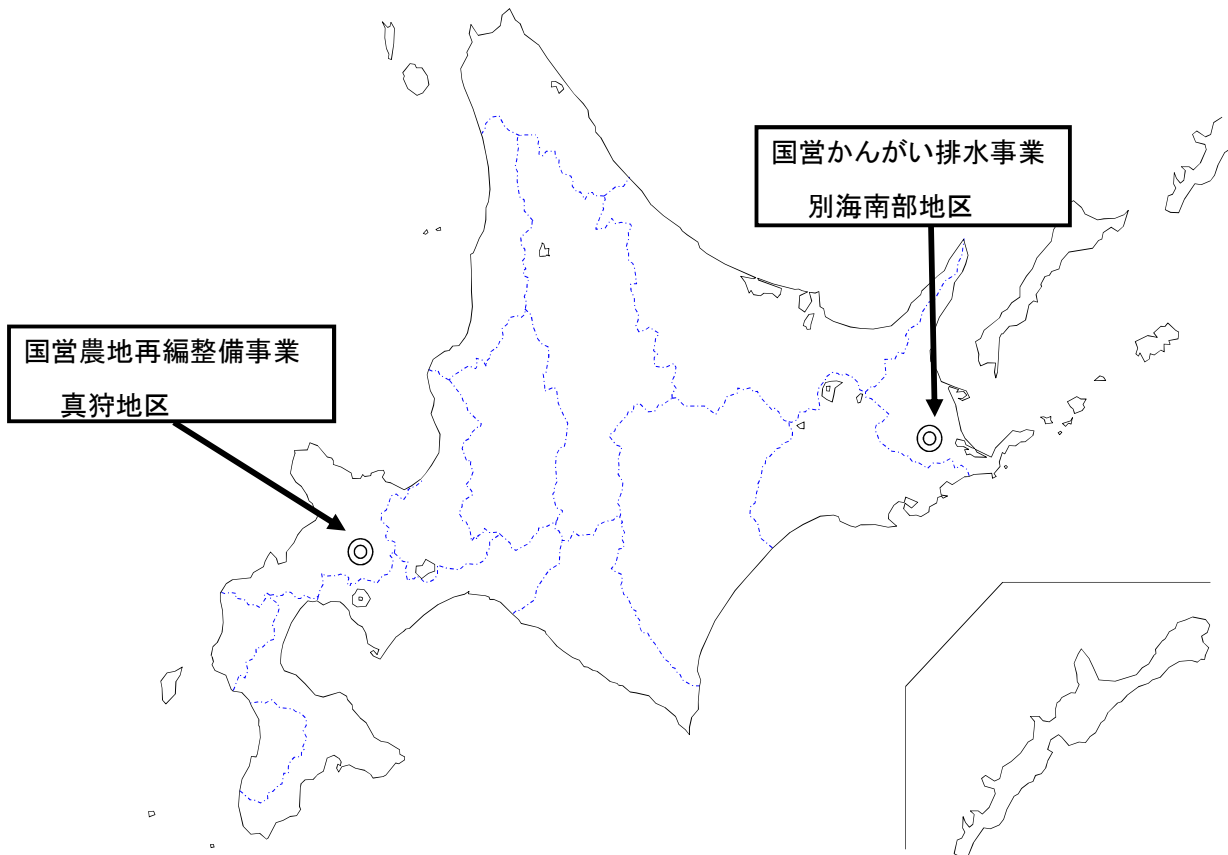 国営かんがい排水事業
別海南部地区
国営農地再編整備事業
真狩地区